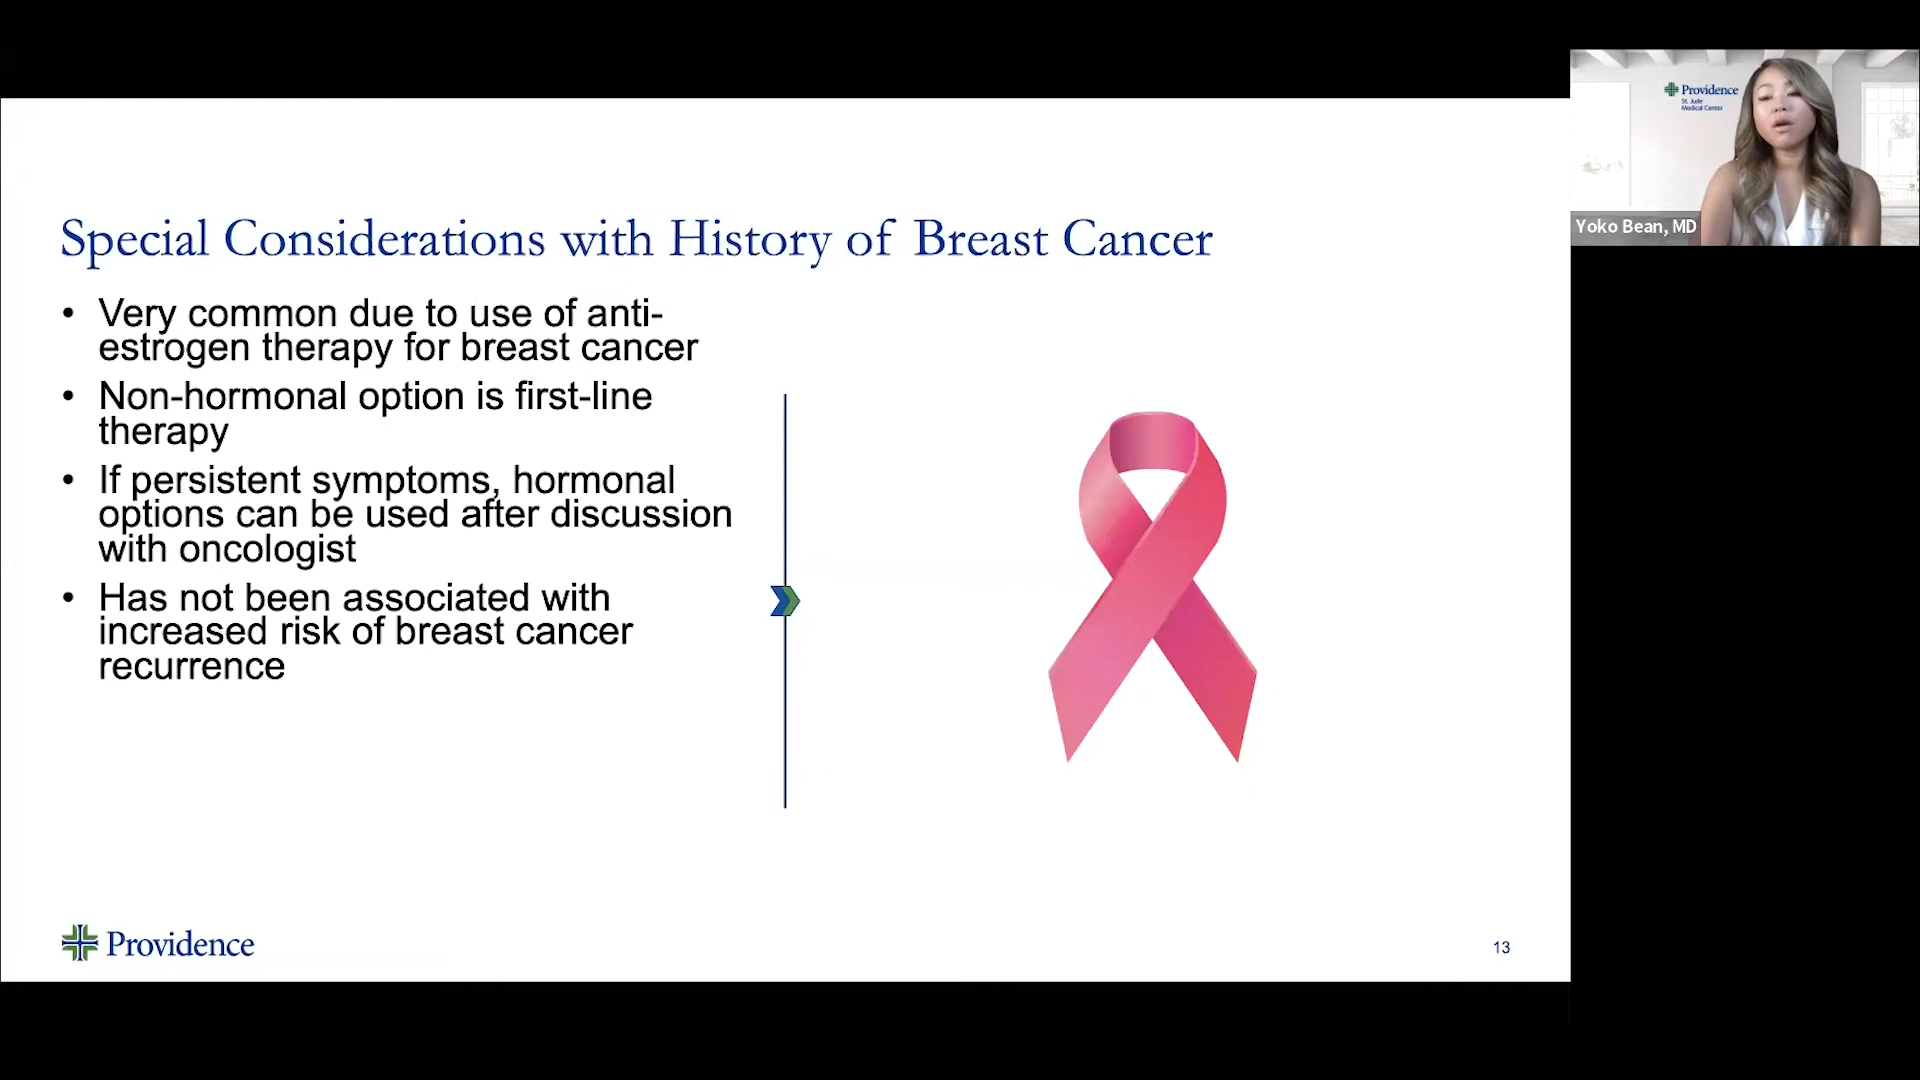 Providence
St. Jude
Medical Center
Yoko Bean, MD
Special Considerations with History of Breast Cancer
• Very common due to use of anti-
estrogen therapy for breast cancer
• Non-hormonal option is first-line
therapy
• If persistent symptoms, hormonal
options can be used after discussion
with oncologist
• Has not been associated with
increased risk of breast cancer
recurrence
Providence
13